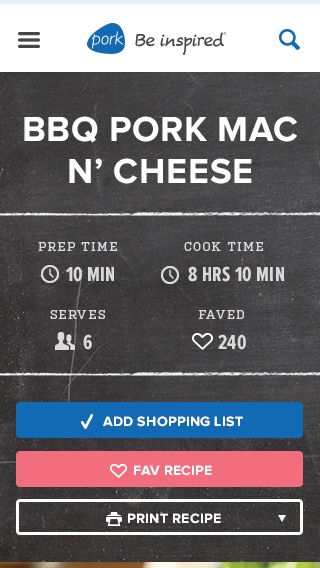 pork Be inspired®
BBQ PORK MAC
N’ CHEESE
PREP TIME
10 MIN
COOK TIME
8 HRS 10 MIN
SERVES
6
FAVED
240
ADD SHOPPING LIST
FAV RECIPE
PRINT RECIPE